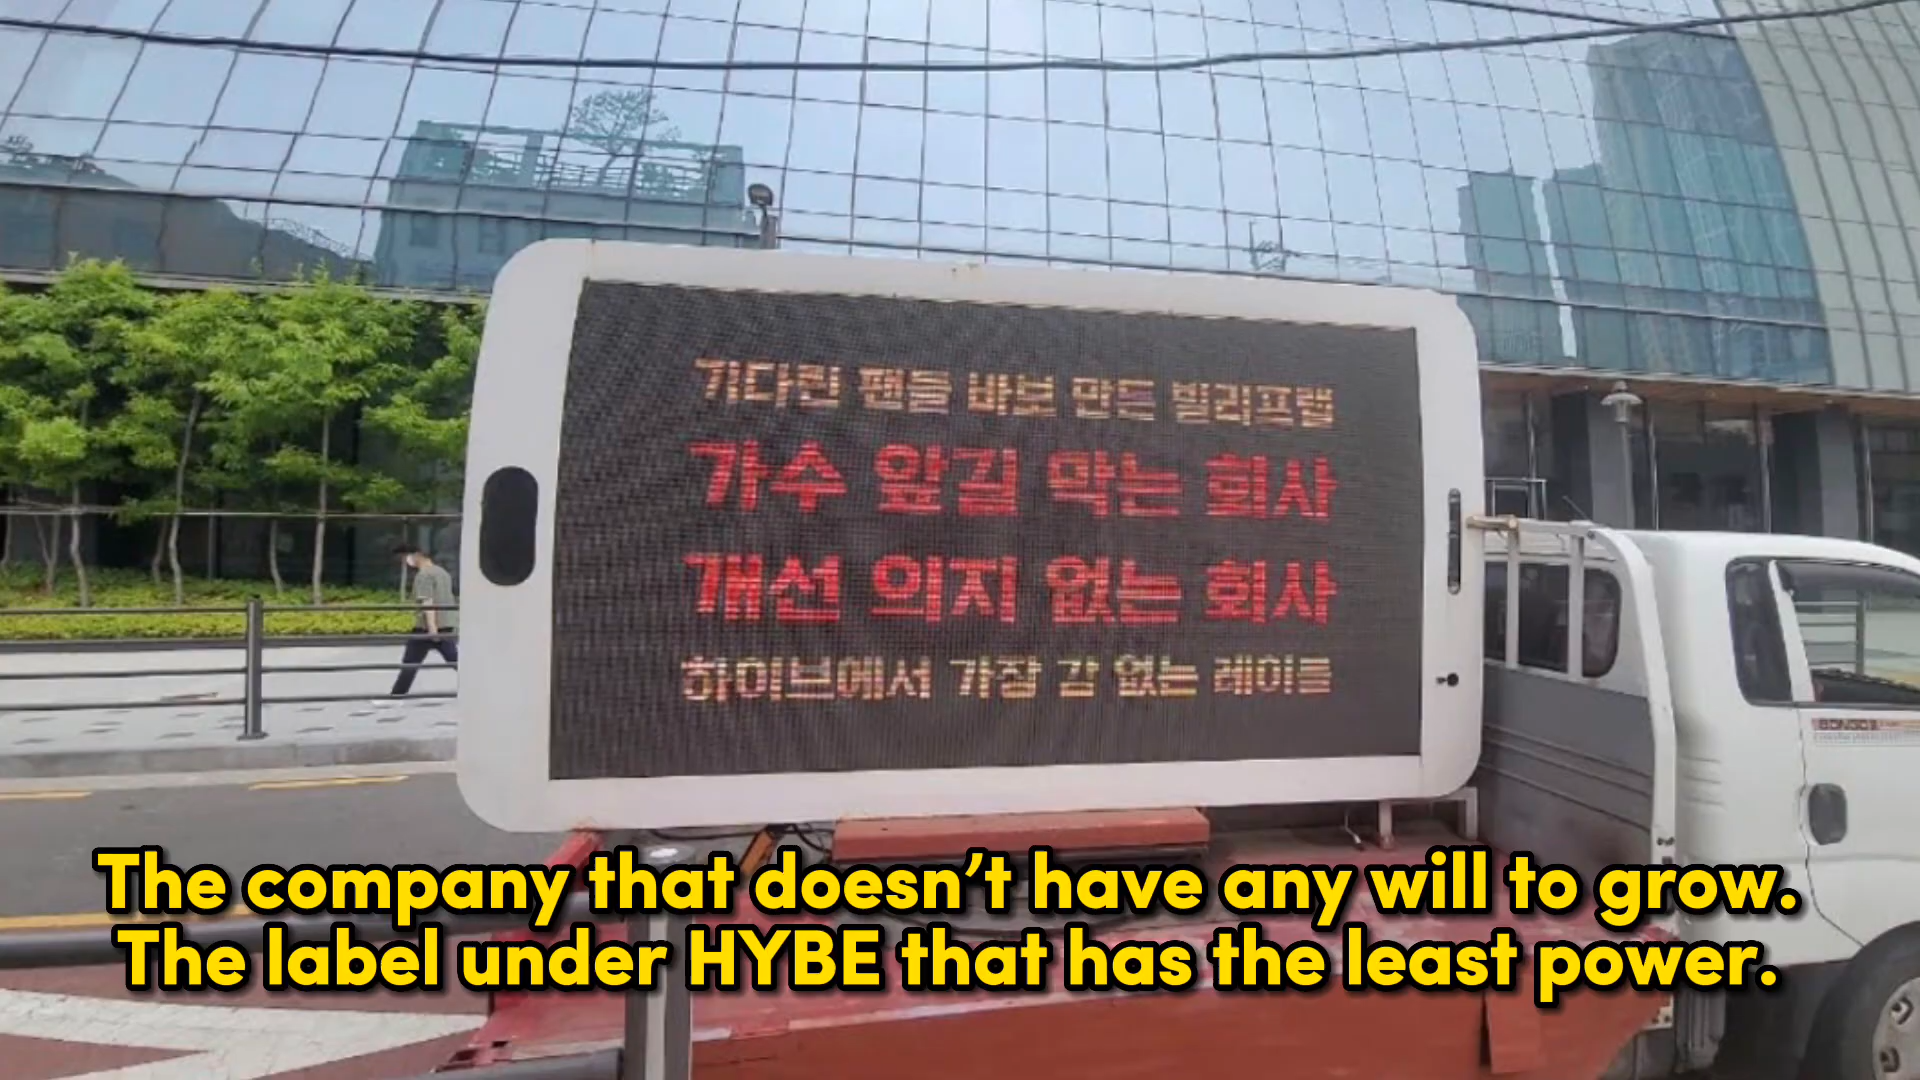 기다린 팬들 바보 만든 빌리프랩
가수 앞길 막는 회사
개선 의지 없는 회사
하이브에서 가장 감 없는 레이블
BONGO
The company that doesn't have any will to grow.
The label under HYBE that has the least power.